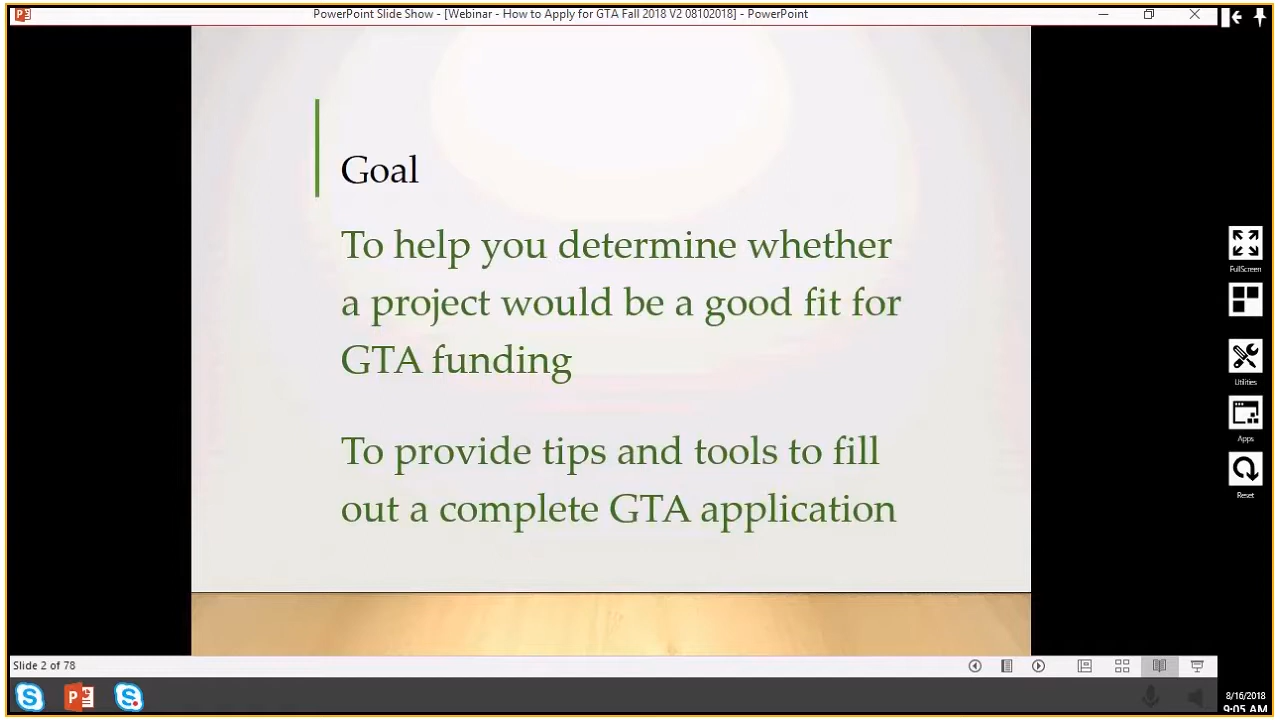 PowerPoint Slide Show - [Webinar - How to Apply for GTA Fall 2018 V2 08102018] - PowerPoint
Goal
To help you determine whether
a project would be a good fit for
GTA funding
To provide tips and tools to fill
out a complete GTA application
FullScreen
Utilities
Apps
Reset
Slide 2 of 78
8/16/2018
9:05 AM